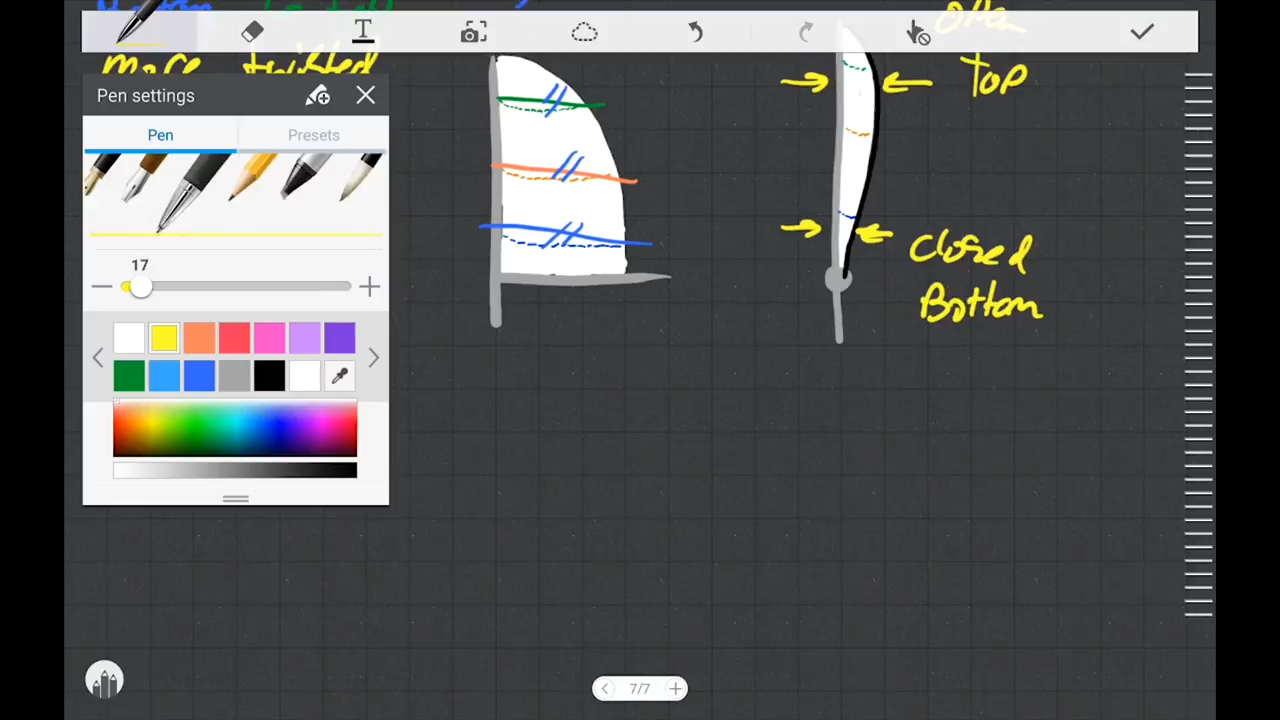 more twisted
Pen settings
Pen Presets
17
top
Closed
Bottom
T
7/7